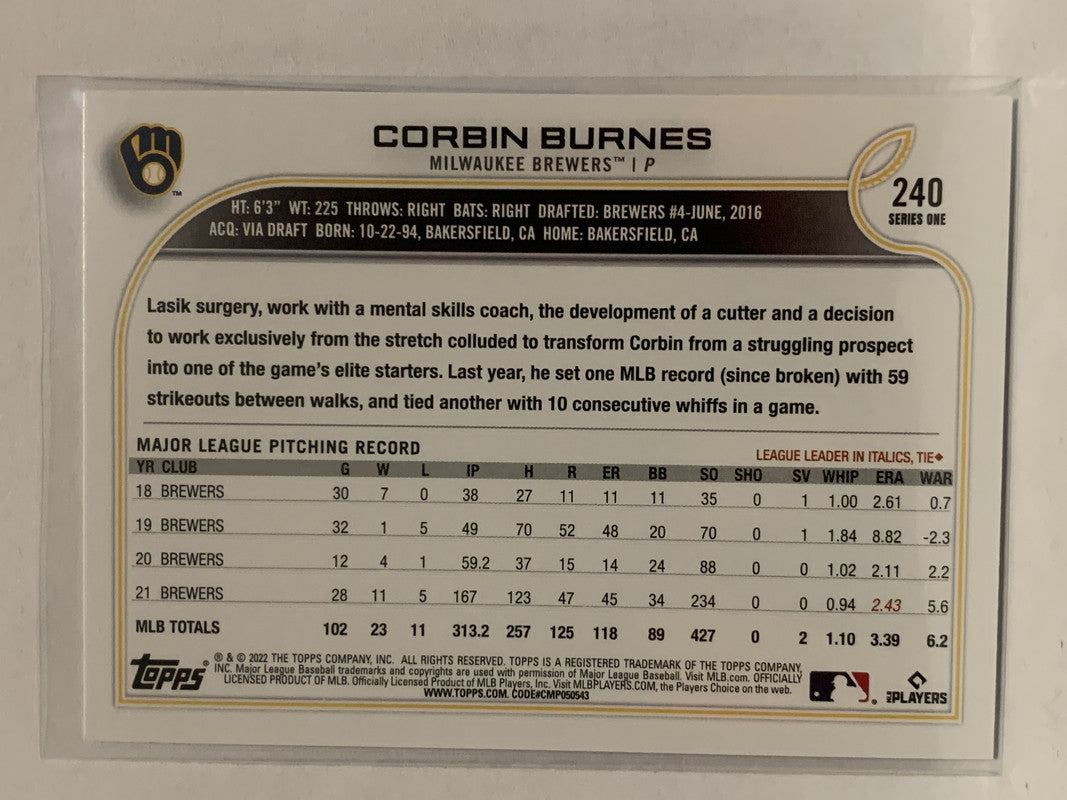 CORBIN BURNES
MILWAUKEE BREWERS™ | P
240
SERIES ONE
HT: 6'3" WT: 225 THROWS: RIGHT BATS: RIGHT DRAFTED: BREWERS #4-JUNE, 2016
ACQ: VIA DRAFT BORN: 10-22-94, BAKERSFIELD, CA HOME: BAKERSFIELD, CA
Lasik surgery, work with a mental skills coach, the development of a cutter and a decision
to work exclusively from the stretch colluded to transform Corbin from a struggling prospect
into one of the game's elite starters. Last year, he set one MLB record (since broken) with 59
strikeouts between walks, and tied another with 10 consecutive whiffs in a game.
MAJOR LEAGUE PITCHING RECORD LEAGUE LEADER IN ITALICS, TIE◆
YR CLUB G W L IP H R ER BB SO SHO SV WHIP ERA WAR
18 BREWERS 30 7 0 38 27 11 11 11 35 0 1 1.00 2.61 0.7
19 BREWERS 32 1 5 49 70 52 48 20 70 0 1 1.84 8.82 -2.3
20 BREWERS 12 4 1 59.2 37 15 14 24 88 0 0 1.02 2.11 2.2
21 BREWERS 28 11 5 167 123 47 45 34 234 0 0 0.94 2.43 5.6
MLB TOTALS 102 23 11 313.2 257 125 118 89 427 0 2 1.10 3.39 6.2
topps®
® & © 2022 THE TOPPS COMPANY, INC. ALL RIGHTS RESERVED. TOPPS IS A REGISTERED TRADEMARK OF THE TOPPS COMPANY,
INC. Major League Baseball trademarks and copyrights are used with permission of Major League Baseball. Visit MLB.com. OFFICIALLY
LICENSED PRODUCT OF MLB. Officially Licensed Product of MLB Players, Inc. Visit MLBPLAYERS.COM, the Players Choice on the web.
WWW.TOPPS.COM. CODE#CMP050543
MLB PLAYERS